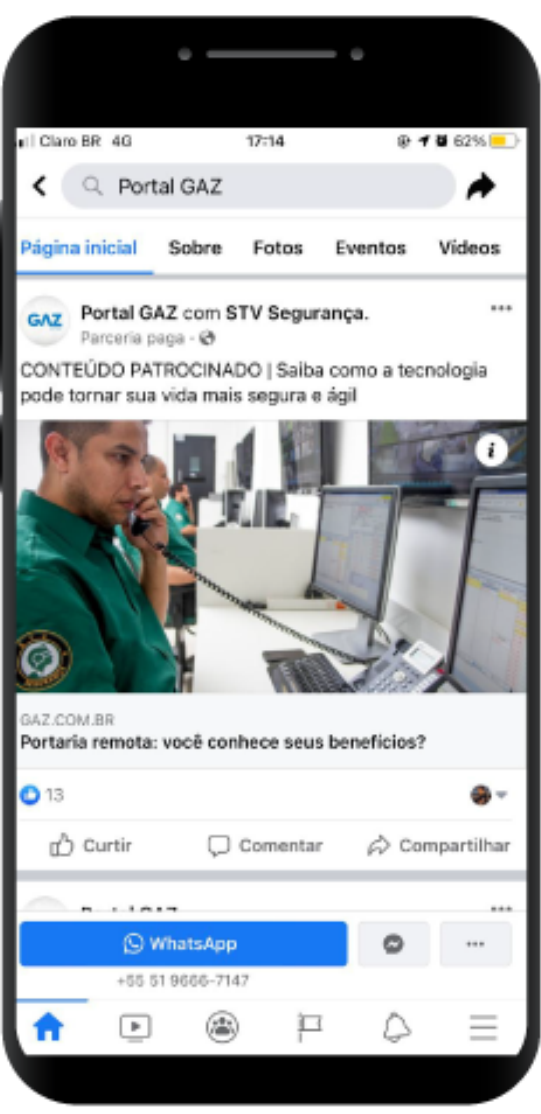 Claro BR 4G 17:14 62%
Portal GAZ
Página inicial Sobre Fotos Eventos Vídeos
GAZ
Portal GAZ com STV Segurança.
Parceria paga
CONTEÚDO PATROCINADO | Saiba como a tecnologia
pode tornar sua vida mais segura e ágil
GAZ.COM.BR
Portaria remota: você conhece seus benefícios?
13
Curtir Comentar Compartilhar
WhatsApp
+55 51 9666-7147